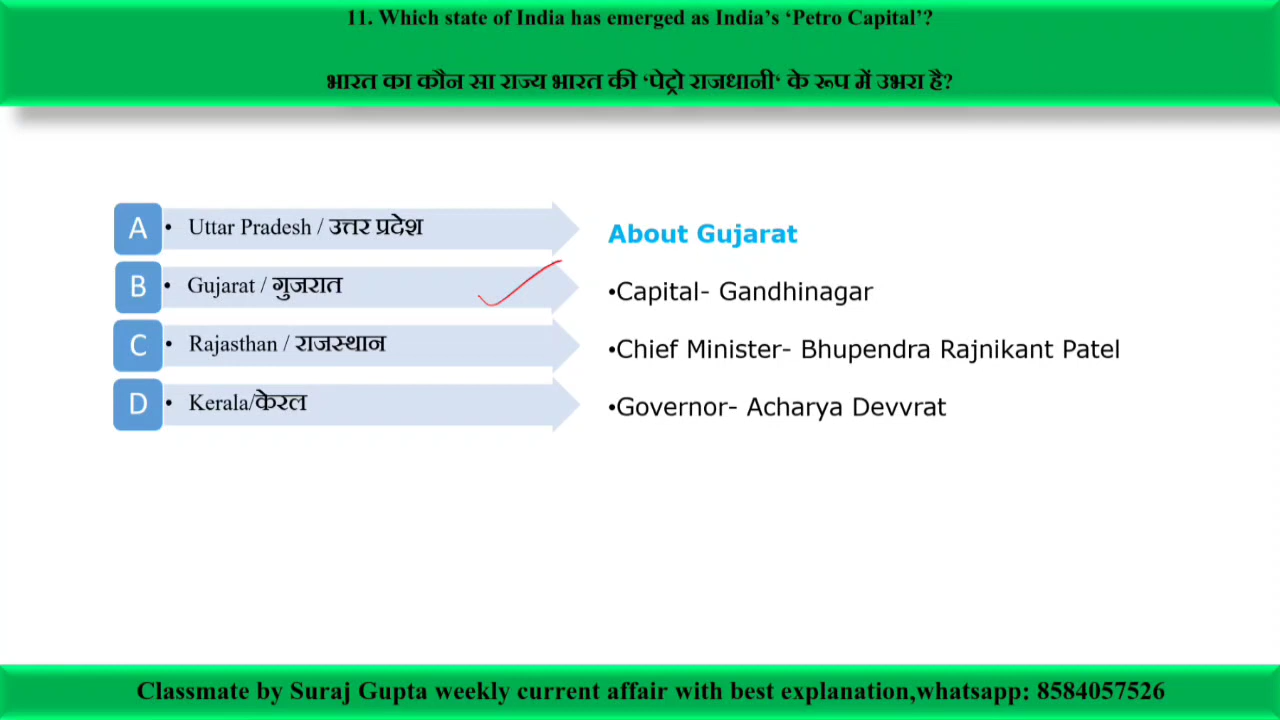 11. Which state of India has emerged as India's ‘Petro Capital’?
भारत का कौन सा राज्य भारत की ‘पेट्रो राजधानी‘ के रूप में उभरा है?
A • Uttar Pradesh / उत्तर प्रदेश
B • Gujarat / गुजरात
C • Rajasthan / राजस्थान
D • Kerala/केरल
About Gujarat
•Capital- Gandhinagar
•Chief Minister- Bhupendra Rajnikant Patel
•Governor- Acharya Devvrat
Classmate by Suraj Gupta weekly current affair with best explanation,whatsapp: 8584057526